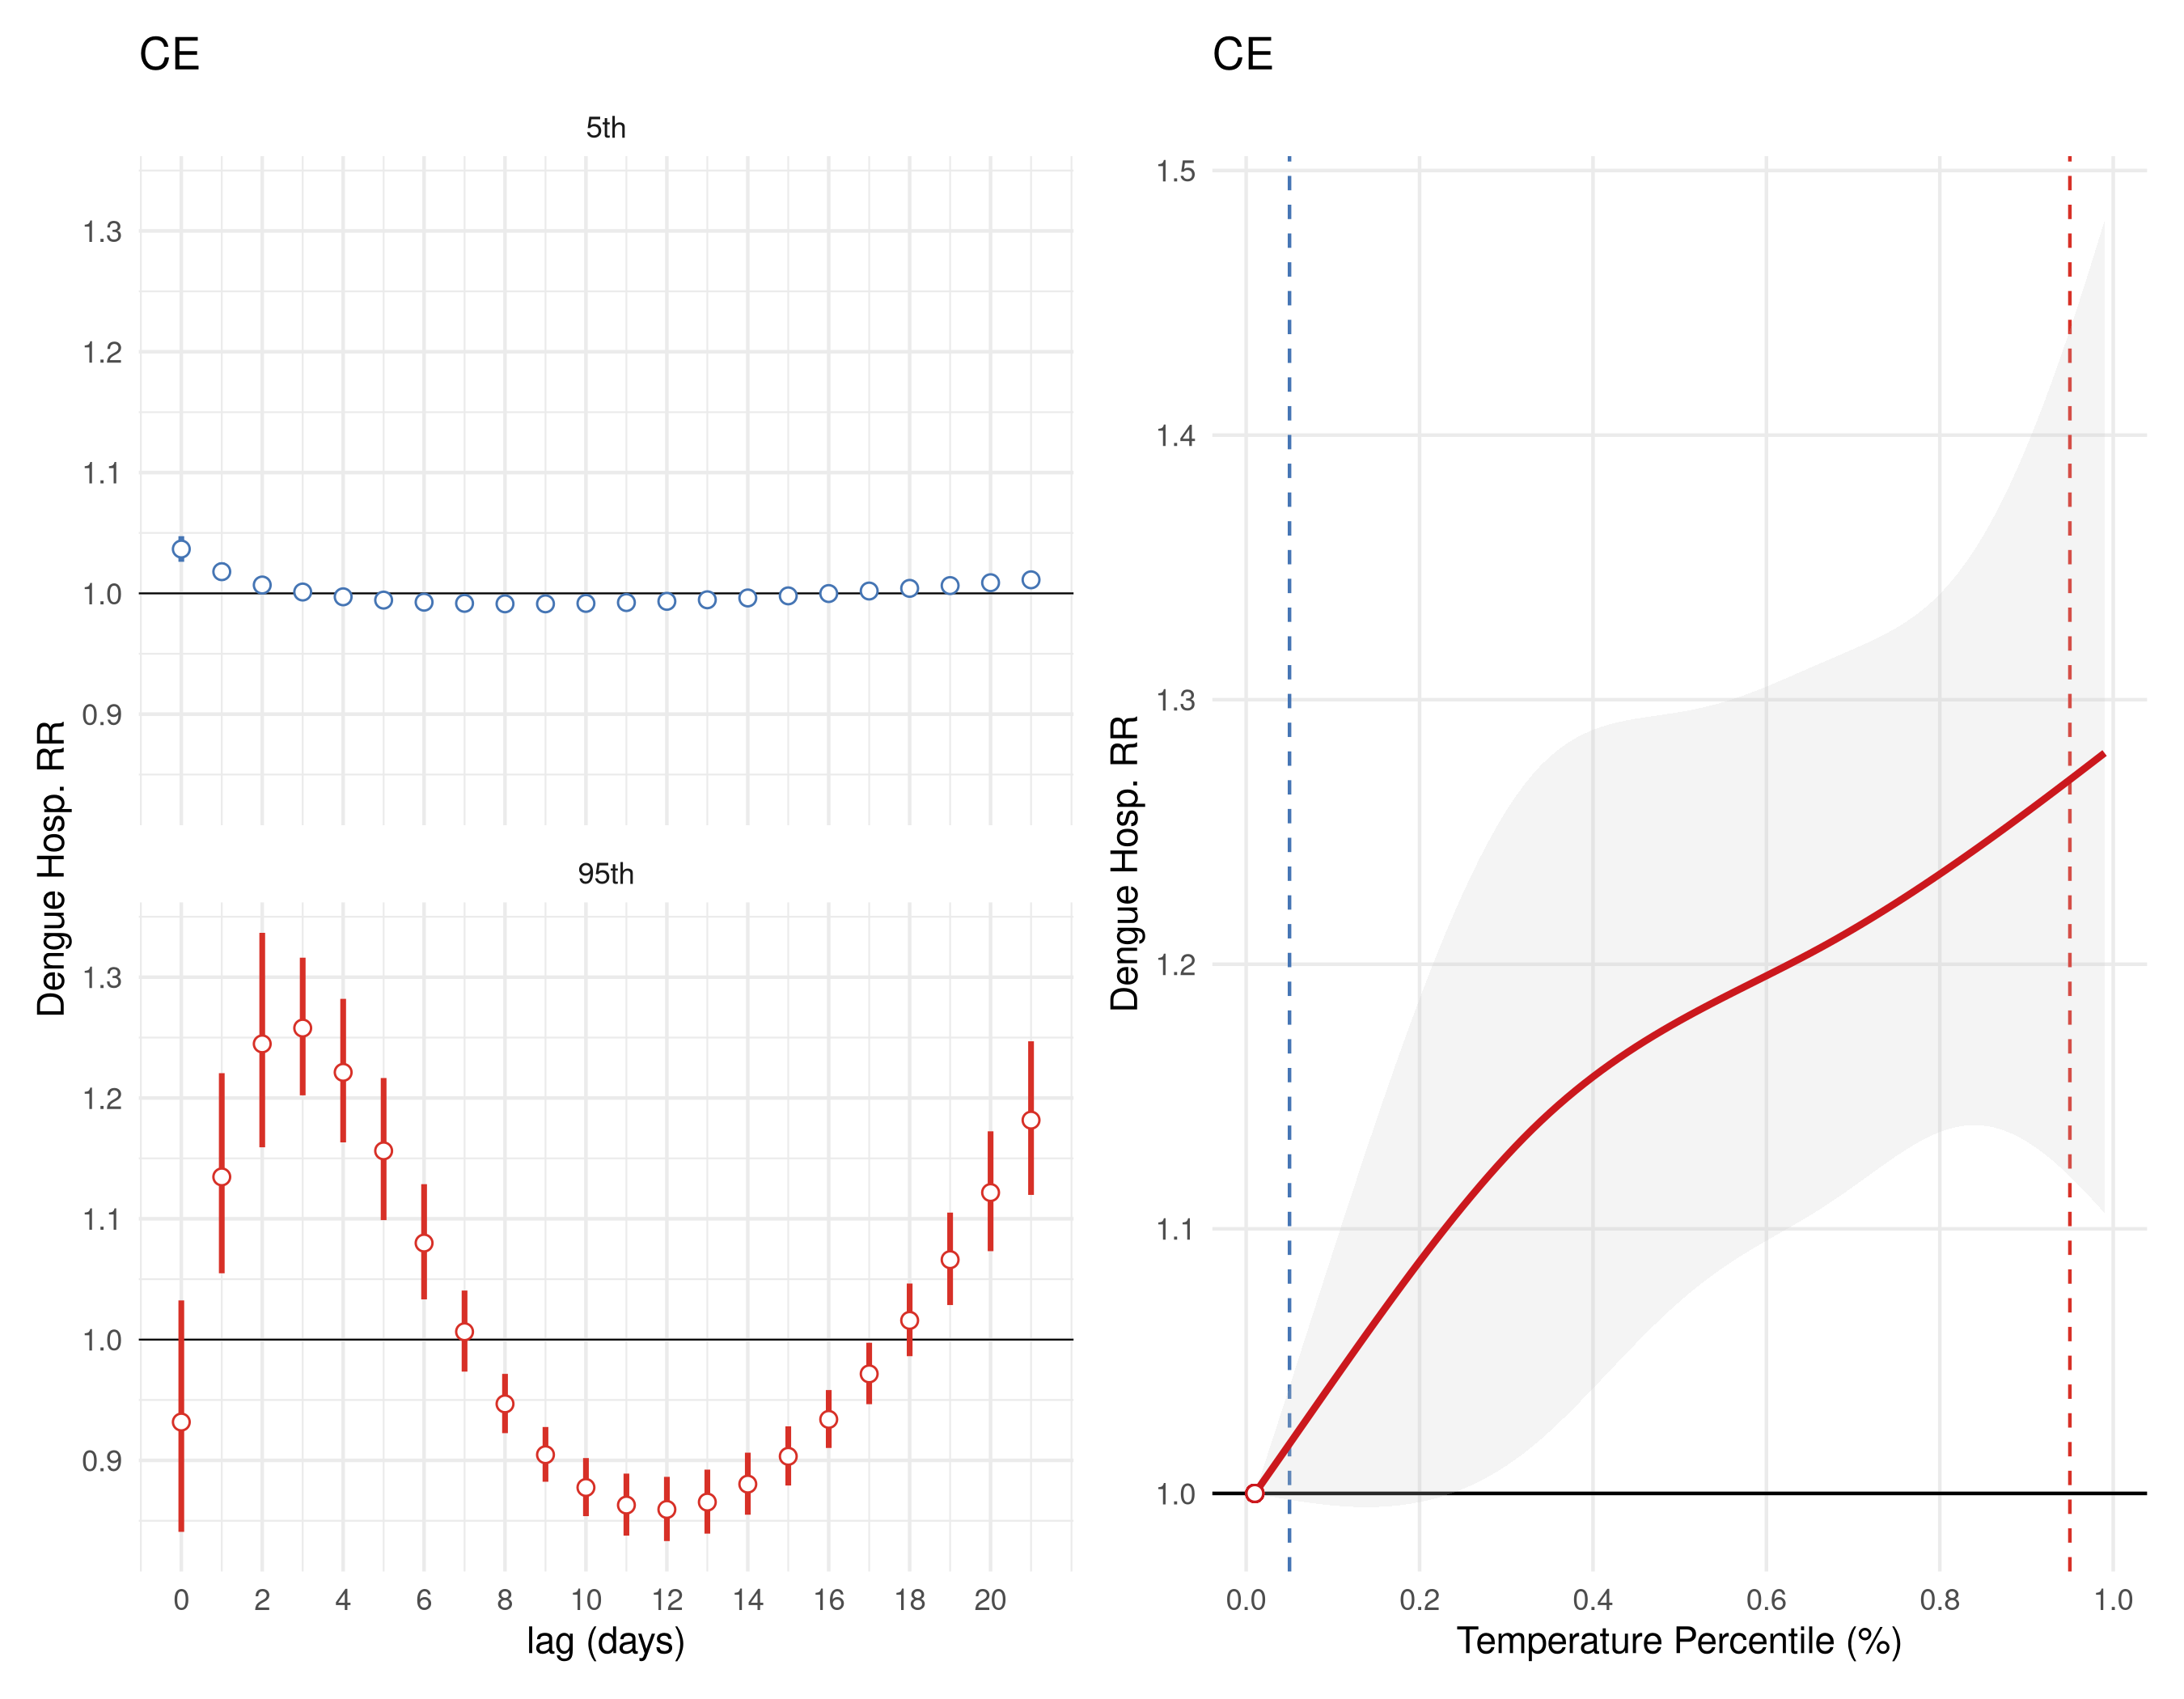 CE
5th
1.3
1.2
1.1
1.0
0.9
95th
1.3
1.2
1.1
1.0
0.9
0 2 4 6 8 10 12 14 16 18 20
lag (days)
Dengue Hosp. RR
CE
1.5
1.4
1.3
1.2
1.1
1.0
0.0 0.2 0.4 0.6 0.8 1.0
Temperature Percentile (%)
Dengue Hosp. RR